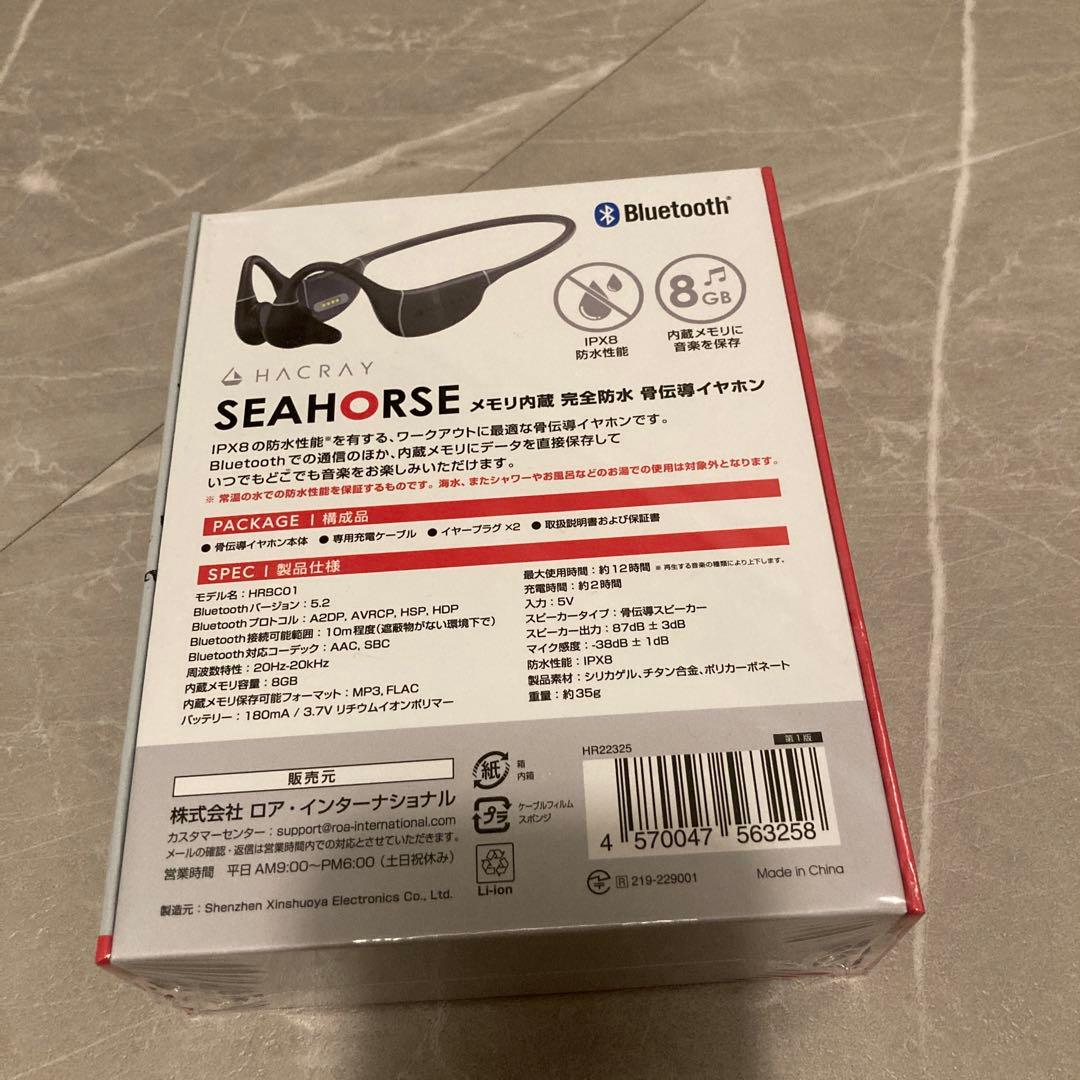 Bluetooth®
8GB
IPX8
防水性能
内蔵メモリに
音楽を保存
HACRAY
SEAHORSE メモリ内蔵 完全防水 骨伝導イヤホン
IPX8の防水性能※を有する、ワークアウトに最適な骨伝導イヤホンです。
Bluetoothでの通信のほか、内蔵メモリにデータを直接保存して
いつでもどこでも音楽をお楽しみいただけます。
※ 常温の水での防水性能を保証するものです。海水、またシャワーやお風呂などのお湯での使用は対象外となります。
PACKAGE | 構成品
● 骨伝導イヤホン本体 ● 専用充電ケーブル ● イヤープラグ ×2 ● 取扱説明書および保証書
SPEC | 製品仕様
モデル名：HRBC01
Bluetoothバージョン：5.2
Bluetoothプロトコル：A2DP, AVRCP, HSP, HDP
Bluetooth接続可能範囲：10m程度（遮蔽物がない環境下で）
Bluetooth対応コーデック：AAC, SBC
周波数特性：20Hz-20kHz
内蔵メモリ容量：8GB
内蔵メモリ保存可能フォーマット：MP3, FLAC
バッテリー：180mA / 3.7V リチウムイオンポリマー
最大使用時間：約12時間 ※ 再生する音楽の種類により上下します。
充電時間：約2時間
入力：5V
スピーカータイプ：骨伝導スピーカー
スピーカー出力：87dB ± 3dB
マイク感度：-38dB ± 1dB
防水性能：IPX8
製品素材：シリカゲル、チタン合金、ポリカーボネート
重量：約35g
販売元
株式会社 ロア・インターナショナル
カスタマーセンター：support@roa-international.com
メールの確認・返信は営業時間内での対応とさせていただきます。
営業時間 平日 AM9:00〜PM6:00（土日祝休み）
製造元：Shenzhen Xinshuoya Electronics Co., Ltd.
紙
箱
内箱
プラ
ケーブルフィルム
スポンジ
Li-ion
第1版
HR22325
4 570047 563258
R 219-229001
Made in China